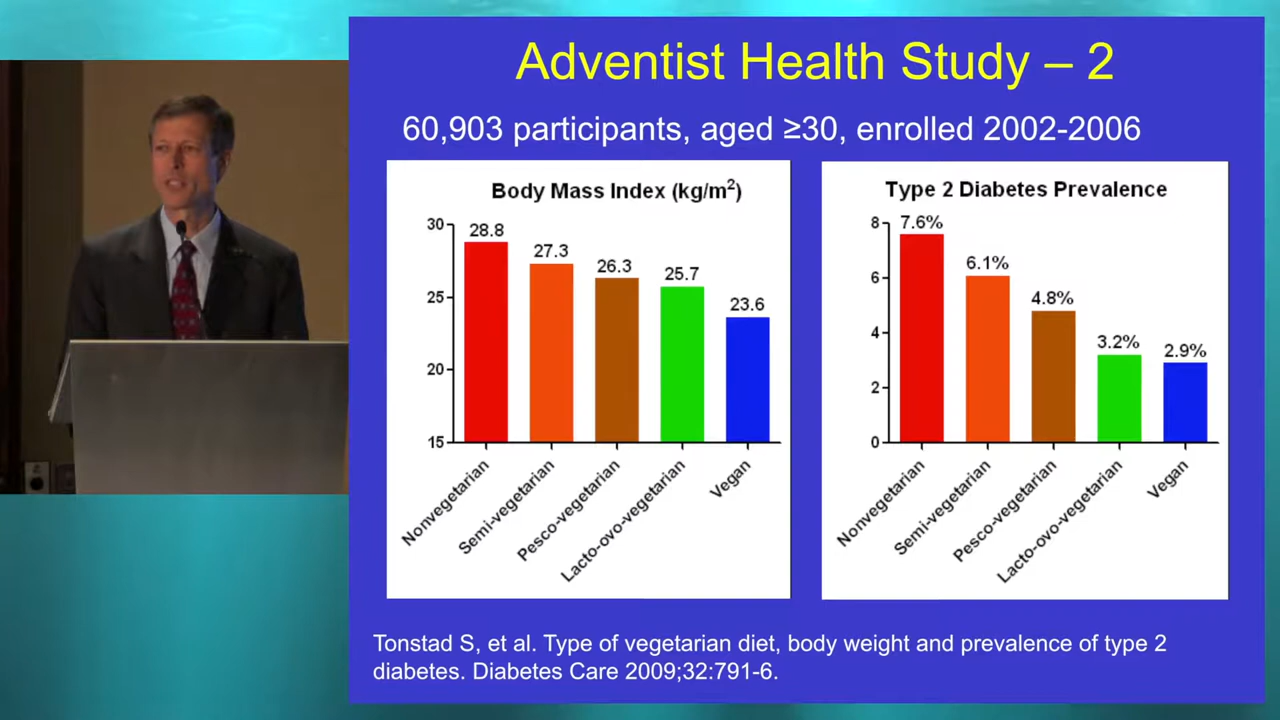 Adventist Health Study – 2
60,903 participants, aged ≥30, enrolled 2002-2006
Body Mass Index (kg/m²)
30
25
20
15
28.8
27.3
26.3
25.7
23.6
Nonvegetarian
Semi-vegetarian
Pesco-vegetarian
Lacto-ovo-vegetarian
Vegan
Type 2 Diabetes Prevalence
8
6
4
2
0
7.6%
6.1%
4.8%
3.2%
2.9%
Nonvegetarian
Semi-vegetarian
Pesco-vegetarian
Lacto-ovo-vegetarian
Vegan
Tonstad S, et al. Type of vegetarian diet, body weight and prevalence of type 2
diabetes. Diabetes Care 2009;32:791-6.